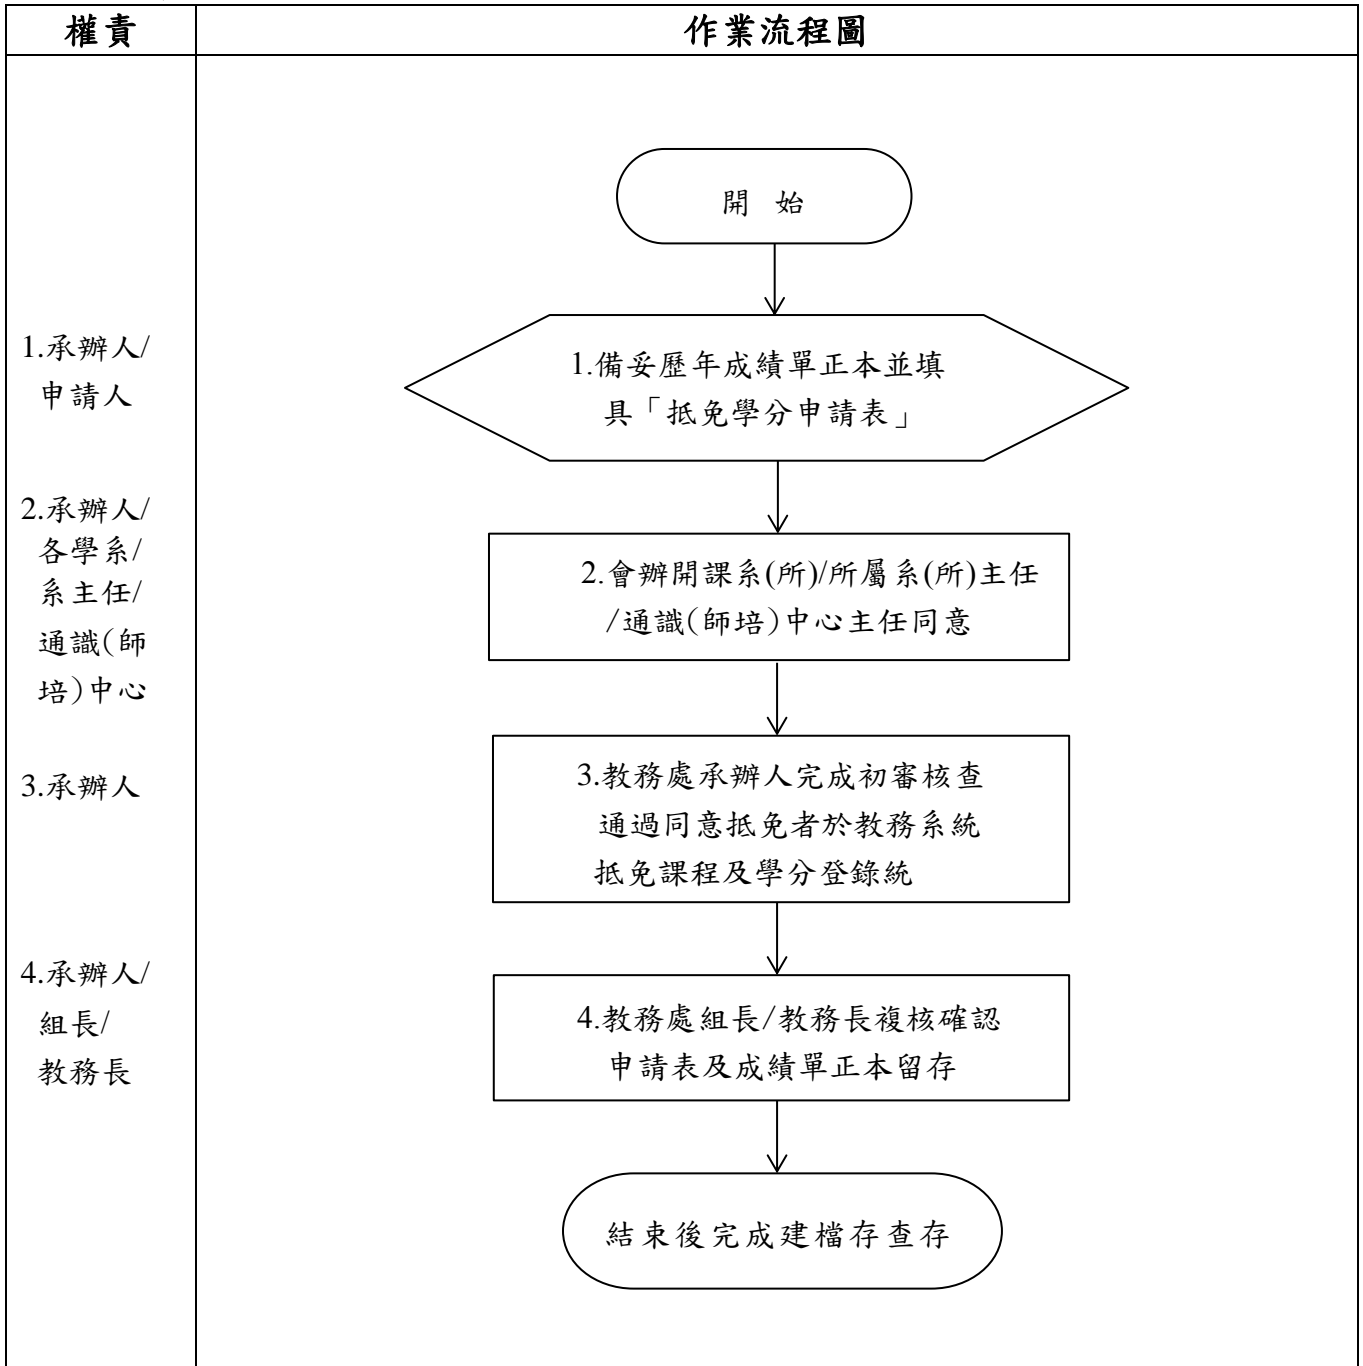 權責
作業流程圖
開 始
1.承辦人/
申請人
1.備妥歷年成績單正本並填
具「抵免學分申請表」
2.承辦人/
各學系/
系主任/
通識(師
培)中心
2.會辦開課系(所)/所屬系(所)主任
/通識(師培)中心主任同意
3.承辦人
3.教務處承辦人完成初審核查
通過同意抵免者於教務系統
抵免課程及學分登錄統
4.承辦人/
組長/
教務長
4.教務處組長/教務長複核確認
申請表及成績單正本留存
結束後完成建檔存查存